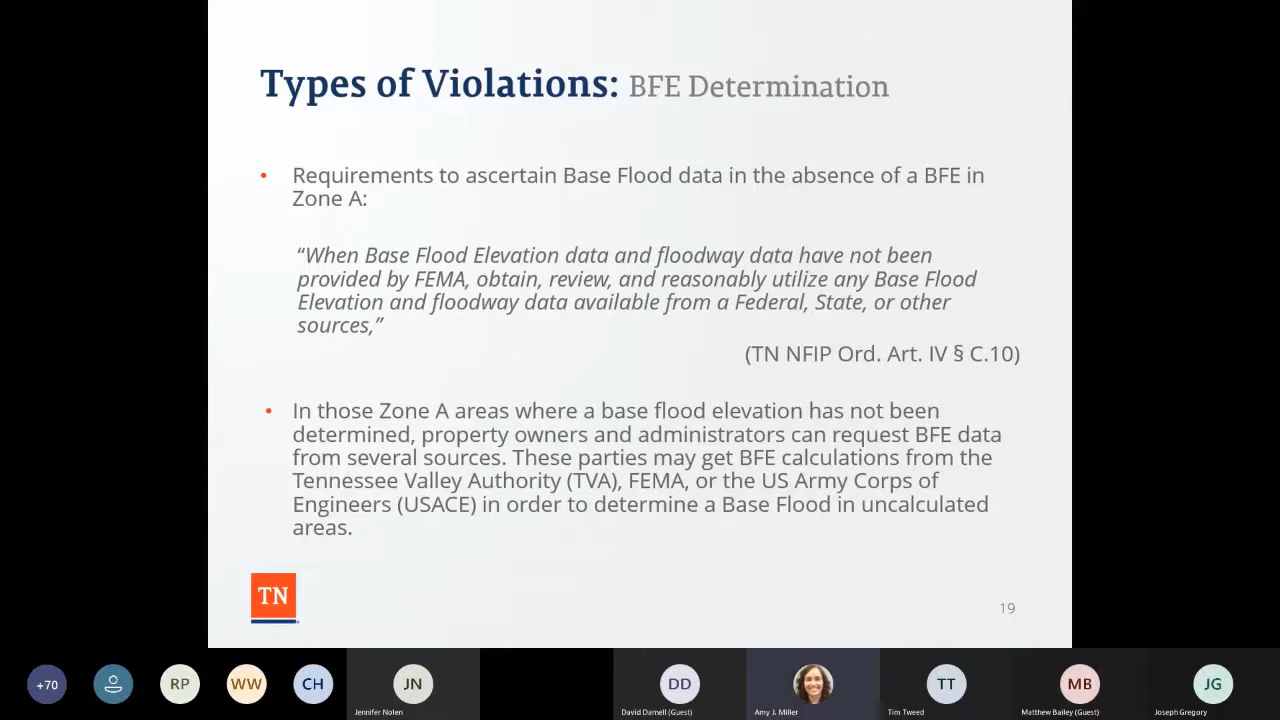 Types of Violations: BFE Determination
• Requirements to ascertain Base Flood data in the absence of a BFE in
Zone A:
“When Base Flood Elevation data and floodway data have not been
provided by FEMA, obtain, review, and reasonably utilize any Base Flood
Elevation and floodway data available from a Federal, State, or other
sources,”
(TN NFIP Ord. Art. IV § C.10)
• In those Zone A areas where a base flood elevation has not been
determined, property owners and administrators can request BFE data
from several sources. These parties may get BFE calculations from the
Tennessee Valley Authority (TVA), FEMA, or the US Army Corps of
Engineers (USACE) in order to determine a Base Flood in uncalculated
areas.
TN
19
+70
RP
WW
CH
JN
DD
TT
MB
JG
Jennifer Nolen
David Darnell (Guest)
Amy J. Miller
Tim Tweed
Matthew Bailey (Guest)
Joseph Gregory